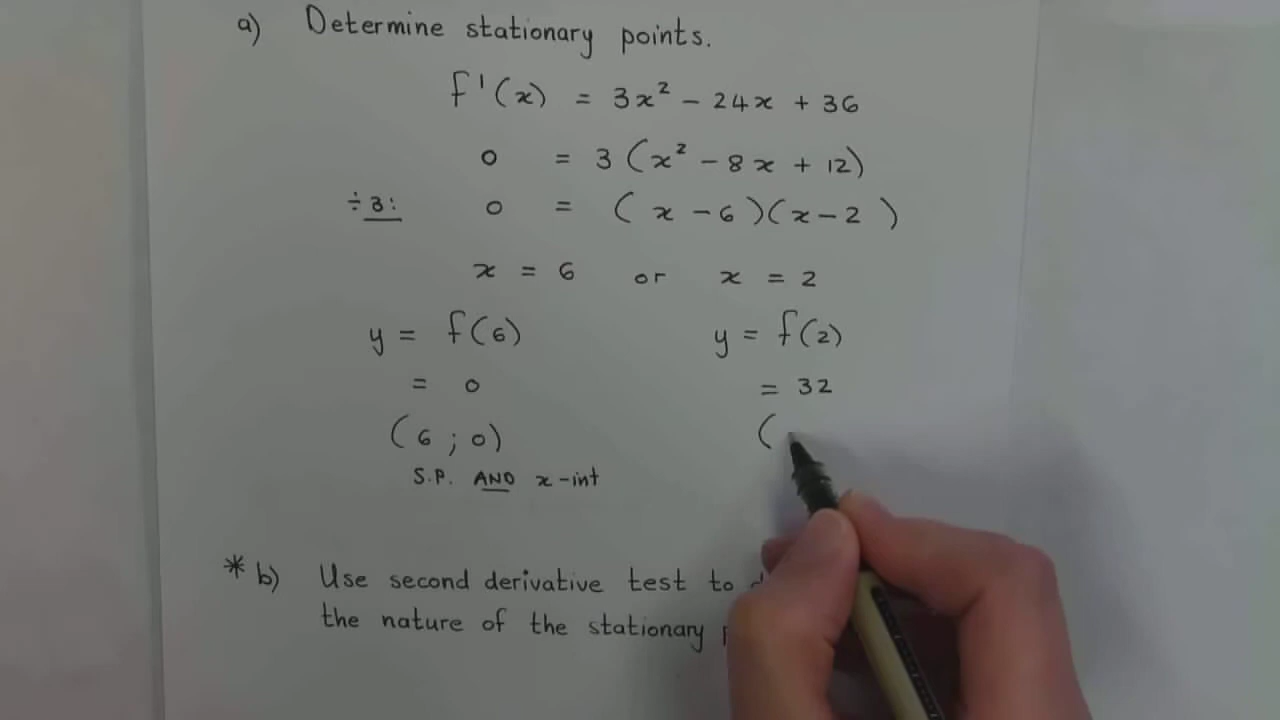 a) Determine stationary points.
f'(x) = 3x² - 24x + 36
0 = 3(x² - 8x + 12)
÷3: 0 = (x - 6)(x - 2)
x = 6 or x = 2
y = f(6) y = f(2)
= 0 = 32
(6 ; 0) (
S.P. AND x-int
* b) Use second derivative test to
the nature of the stationary